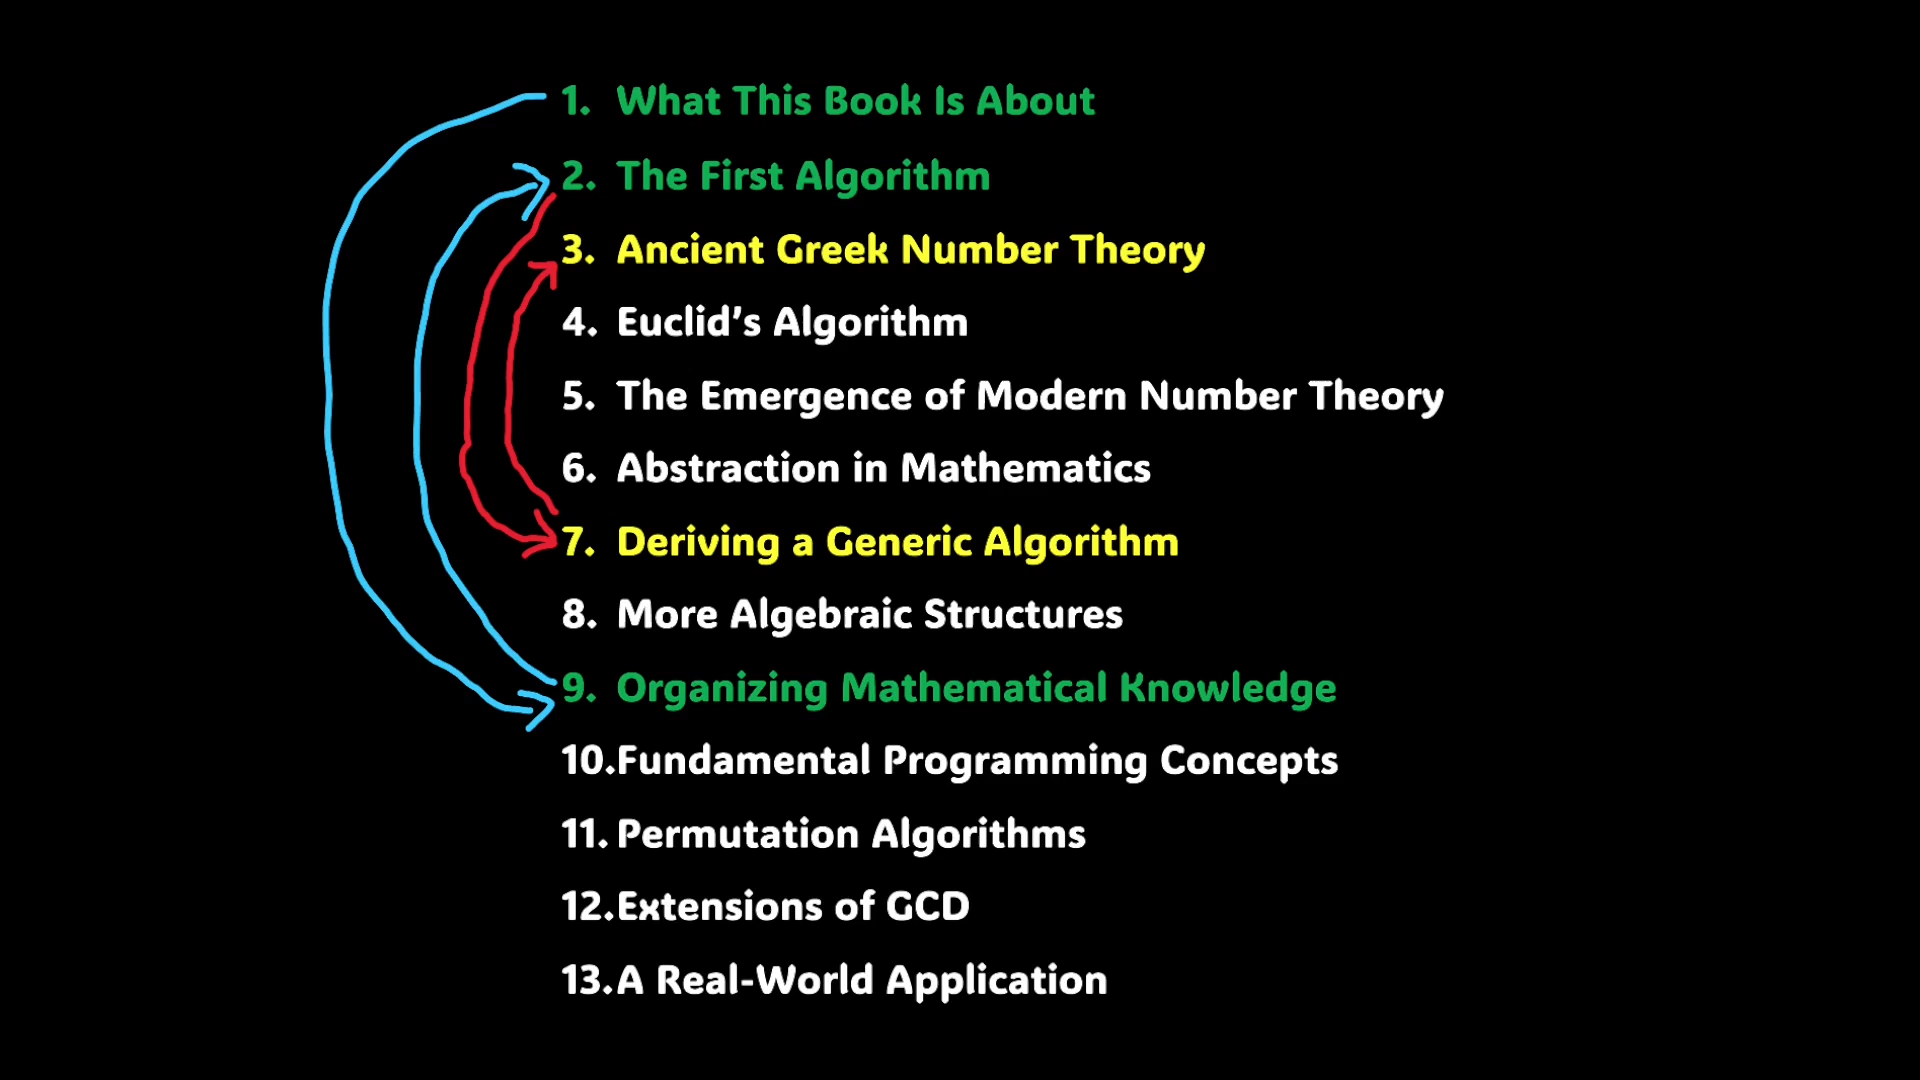 1. What This Book Is About
2. The First Algorithm
3. Ancient Greek Number Theory
4. Euclid’s Algorithm
5. The Emergence of Modern Number Theory
6. Abstraction in Mathematics
7. Deriving a Generic Algorithm
8. More Algebraic Structures
9. Organizing Mathematical Knowledge
10. Fundamental Programming Concepts
11. Permutation Algorithms
12. Extensions of GCD
13. A Real-World Application